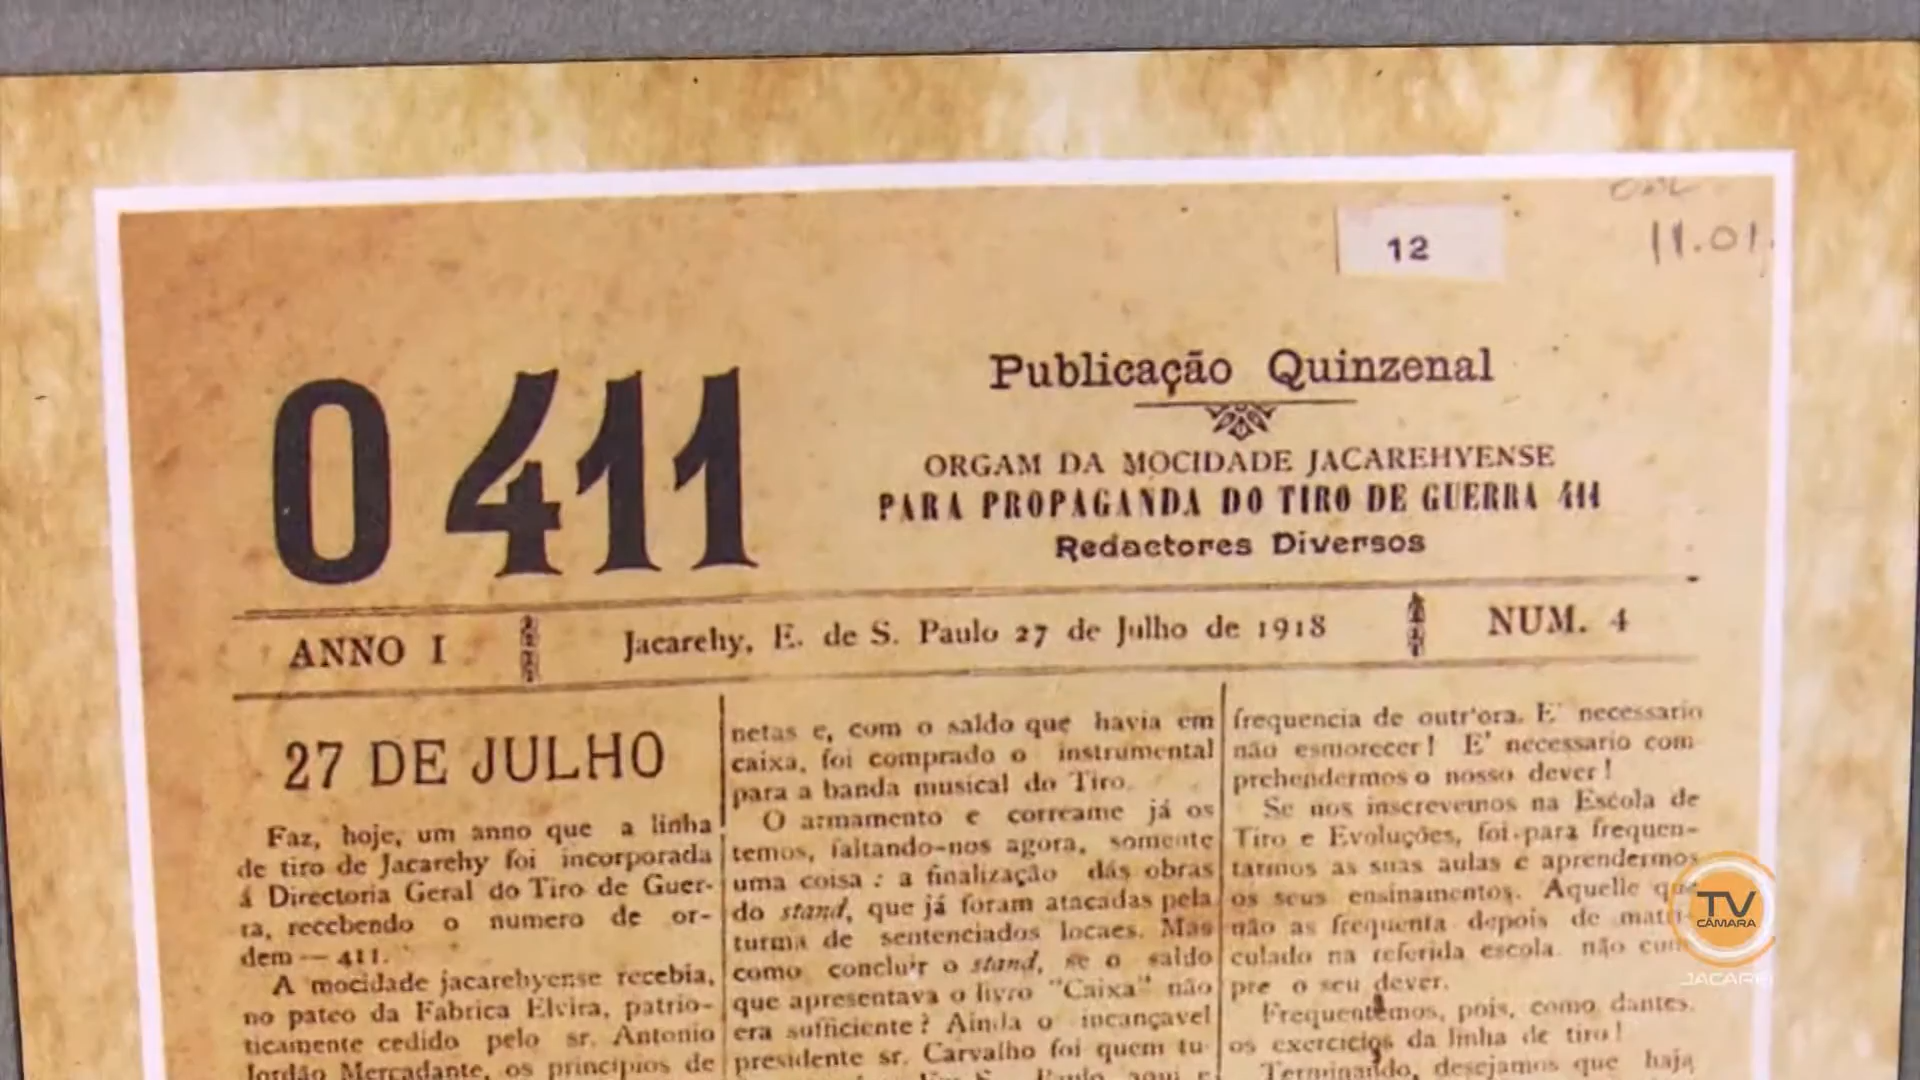 12
11.01
O 411
Publicação Quinzenal
ORGAM DA MOCIDADE JACAREHYENSE
PARA PROPAGANDA DO TIRO DE GUERRA 411
Redactores Diversos
ANNO I
Jacarehy, E. de S. Paulo 27 de Julho de 1918
NUM. 4
27 DE JULHO
Faz, hoje, um anno que a linha
de tiro de Jacarehy foi incorporada
á Directoria Geral do Tiro de Guer-
ra, recebendo o numero de or-
dem — 411.
A mocidade jacarehyense recebia,
no pateo da Fabrica Elvira, patrio-
ticamente cedido pelo sr. Antonio
Jordão Mercadante, os principios de
netas e, com o saldo que havia em
caixa, foi comprado o instrumental
para a banda musical do Tiro.
O armamento e correame já os
temos, faltando-nos agora, somente
uma coisa : a finalização das obras
do stand, que já foram atacadas pela
turma de sentenciados locaes. Mas
como concluir o stand, se o saldo
que apresentava o livro "Caixa" não
era sufficiente ? Ainda o incançavel
presidente sr. Carvalho foi quem tu-
frequencia de outr'ora. E' necessario
não esmorecer ! E' necessario com-
prehendermos o nosso dever !
Se nos inscrevemos na Escola de
Tiro e Evoluções, foi-para frequen-
tarmos as suas aulas e aprendermos
os seus ensinamentos. Aquelle que
não as frequenta depois de matri-
culado na referida escola. não cum-
pre o seu dever.
Frequentemos, pois, como dantes.
os exercicios da linha de tiro !
Terminando, desejamos que haja
TV
CÂMARA
JACAREÍ